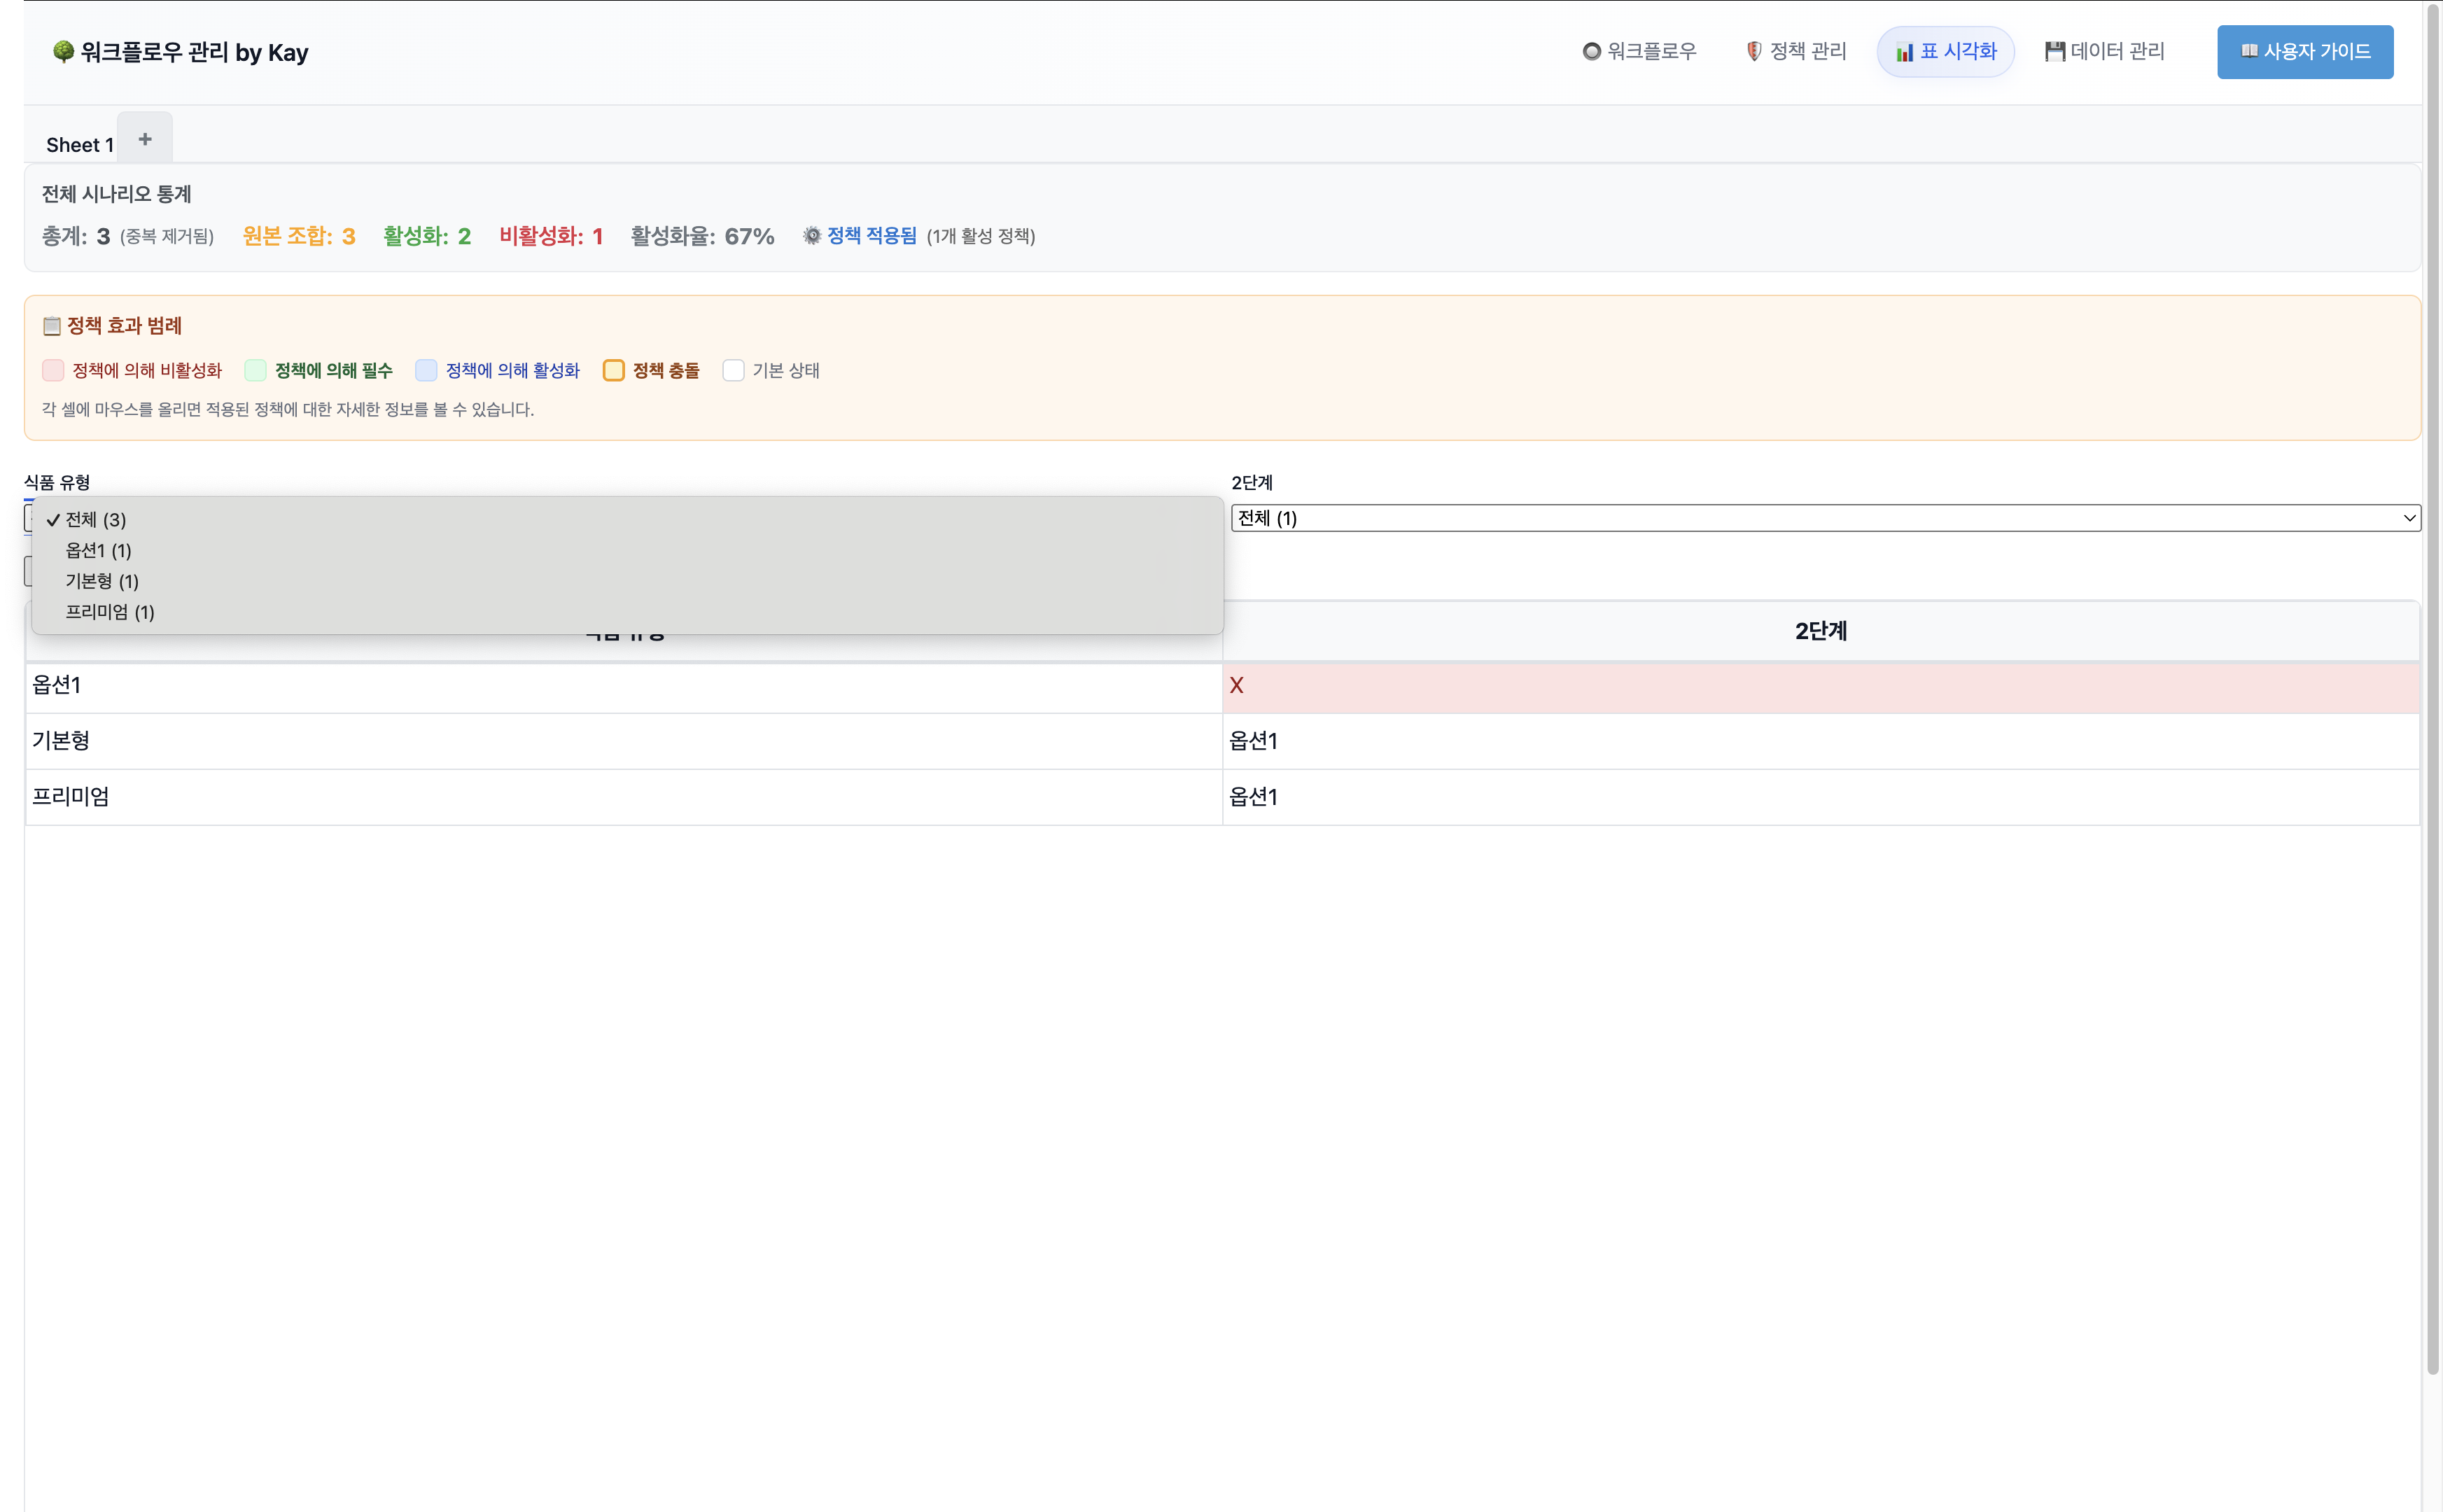 워크플로우 관리 by Kay
워크플로우
정책 관리
표 시각화
데이터 관리
사용자 가이드
Sheet 1
+
전체 시나리오 통계
총계: 3 (중복 제거됨) 원본 조합: 3 활성화: 2 비활성화: 1 활성화율: 67% 정책 적용됨 (1개 활성 정책)
정책 효과 범례
정책에 의해 비활성화 정책에 의해 필수 정책에 의해 활성화 정책 충돌 기본 상태
각 셀에 마우스를 올리면 적용된 정책에 대한 자세한 정보를 볼 수 있습니다.
식품 유형
✓ 전체 (3)
옵션1 (1)
기본형 (1)
프리미엄 (1)
2단계
전체 (1)
2단계
옵션1
X
기본형
옵션1
프리미엄
옵션1